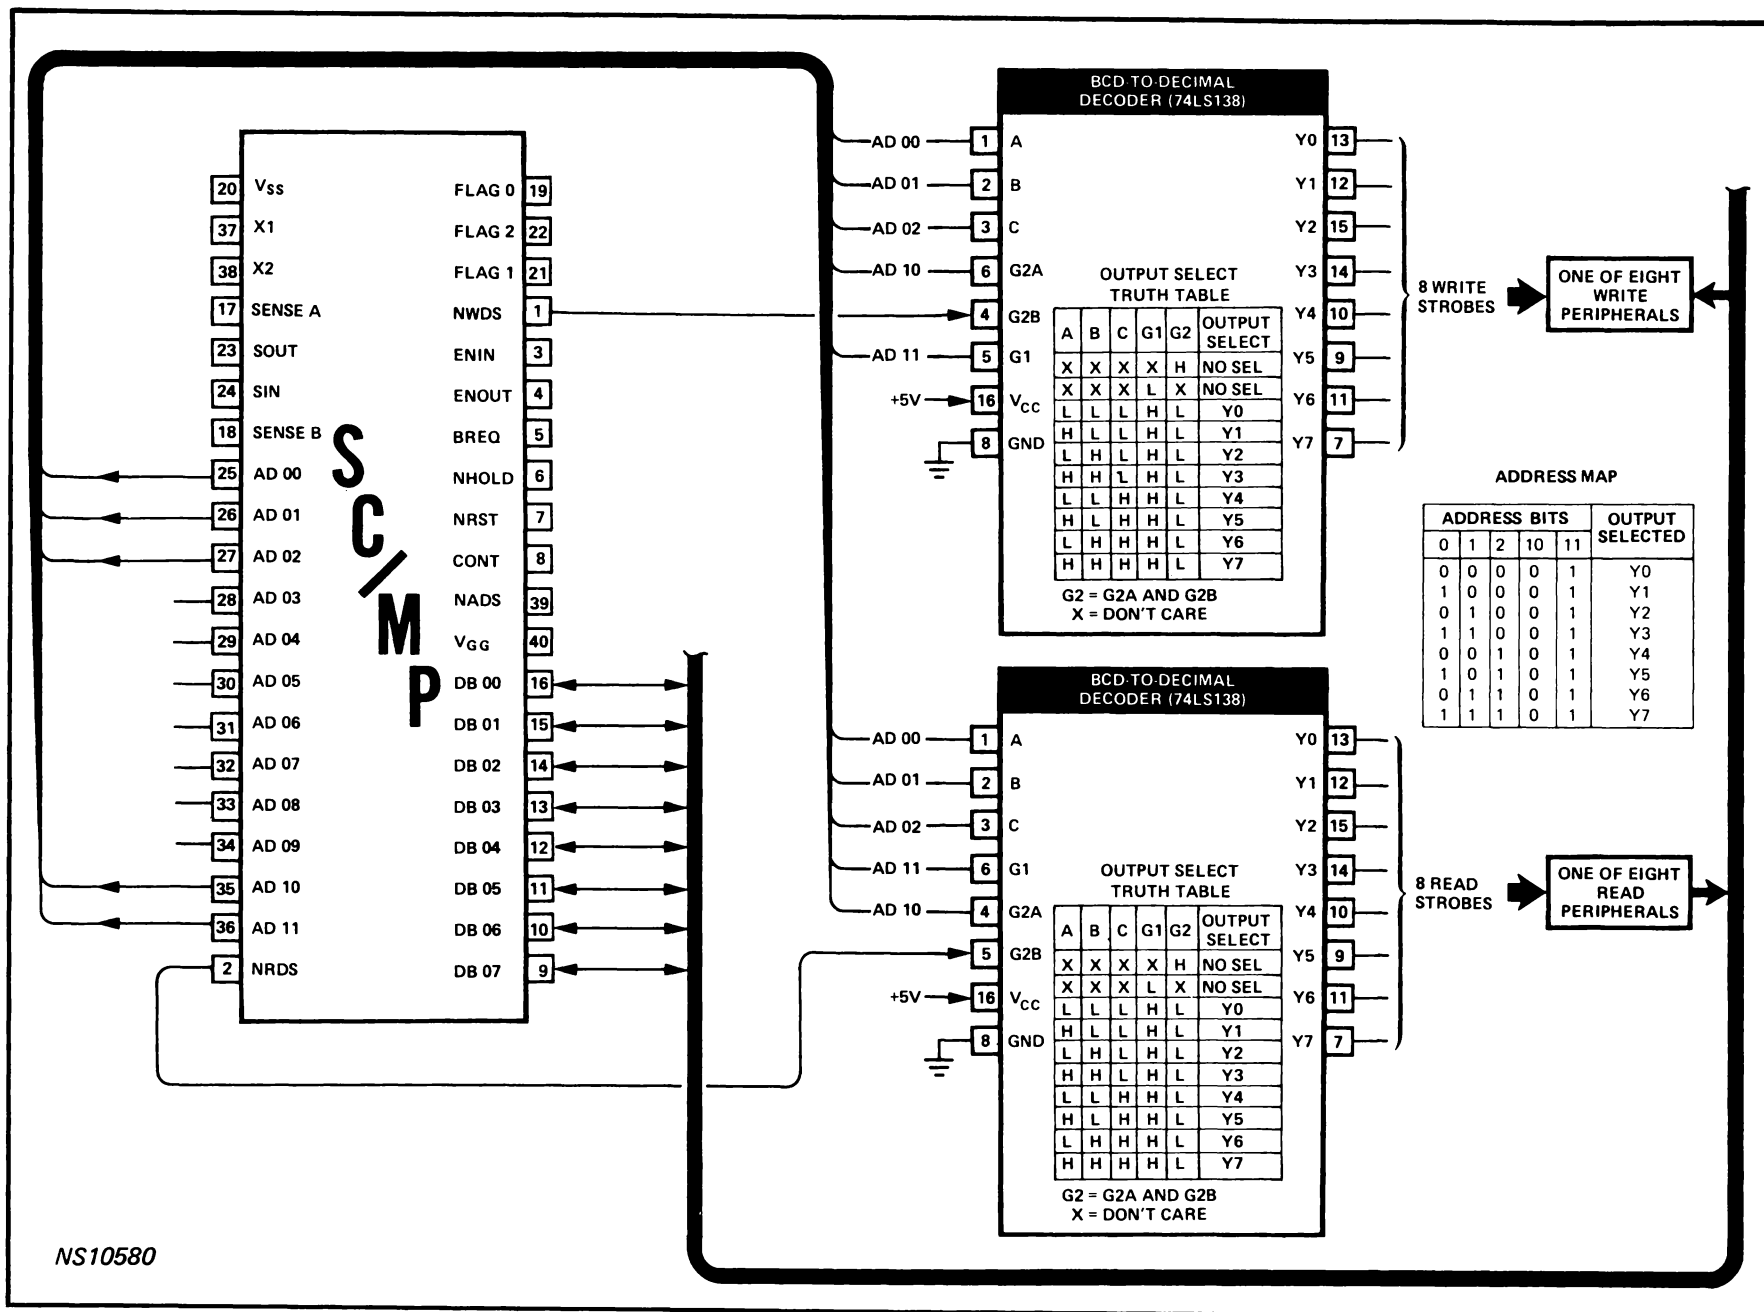 20 VSS
37 X1
38 X2
17 SENSE A
23 SOUT
24 SIN
18 SENSE B
25 AD 00
26 AD 01
27 AD 02
28 AD 03
29 AD 04
30 AD 05
31 AD 06
32 AD 07
33 AD 08
34 AD 09
35 AD 10
36 AD 11
2 NRDS
SC/MP
FLAG 0 19
FLAG 2 22
FLAG 1 21
NWDS 1
ENIN 3
ENOUT 4
BREQ 5
NHOLD 6
NRST 7
CONT 8
NADS 39
VGG 40
DB 00 16
DB 01 15
DB 02 14
DB 03 13
DB 04 12
DB 05 11
DB 06 10
DB 07 9
BCD-TO-DECIMAL
DECODER (74LS138)
AD 00 1 A
AD 01 2 B
AD 02 3 C
AD 10 6 G2A
4 G2B
AD 11 5 G1
+5V 16 VCC
8 GND
OUTPUT SELECT
TRUTH TABLE
A B C G1 G2 OUTPUT SELECT
X X X X H NO SEL
X X X L X NO SEL
L L L H L Y0
H L L H L Y1
L H L H L Y2
H H L H L Y3
L L H H L Y4
H L H H L Y5
L H H H L Y6
H H H H L Y7
G2 = G2A AND G2B
X = DON'T CARE
Y0 13
Y1 12
Y2 15
Y3 14
Y4 10
Y5 9
Y6 11
Y7 7
8 WRITE
STROBES
ONE OF EIGHT
WRITE
PERIPHERALS
ADDRESS MAP
ADDRESS BITS OUTPUT SELECTED
0 1 2 10 11
0 0 0 0 1 Y0
1 0 0 0 1 Y1
0 1 0 0 1 Y2
1 1 0 0 1 Y3
0 0 1 0 1 Y4
1 0 1 0 1 Y5
0 1 1 0 1 Y6
1 1 1 0 1 Y7
BCD-TO-DECIMAL
DECODER (74LS138)
AD 00 1 A
AD 01 2 B
AD 02 3 C
AD 11 6 G1
AD 10 4 G2A
5 G2B
+5V 16 VCC
8 GND
OUTPUT SELECT
TRUTH TABLE
A B C G1 G2 OUTPUT SELECT
X X X X H NO SEL
X X X L X NO SEL
L L L H L Y0
H L L H L Y1
L H L H L Y2
H H L H L Y3
L L H H L Y4
H L H H L Y5
L H H H L Y6
H H H H L Y7
G2 = G2A AND G2B
X = DON'T CARE
Y0 13
Y1 12
Y2 15
Y3 14
Y4 10
Y5 9
Y6 11
Y7 7
8 READ
STROBES
ONE OF EIGHT
READ
PERIPHERALS
NS10580